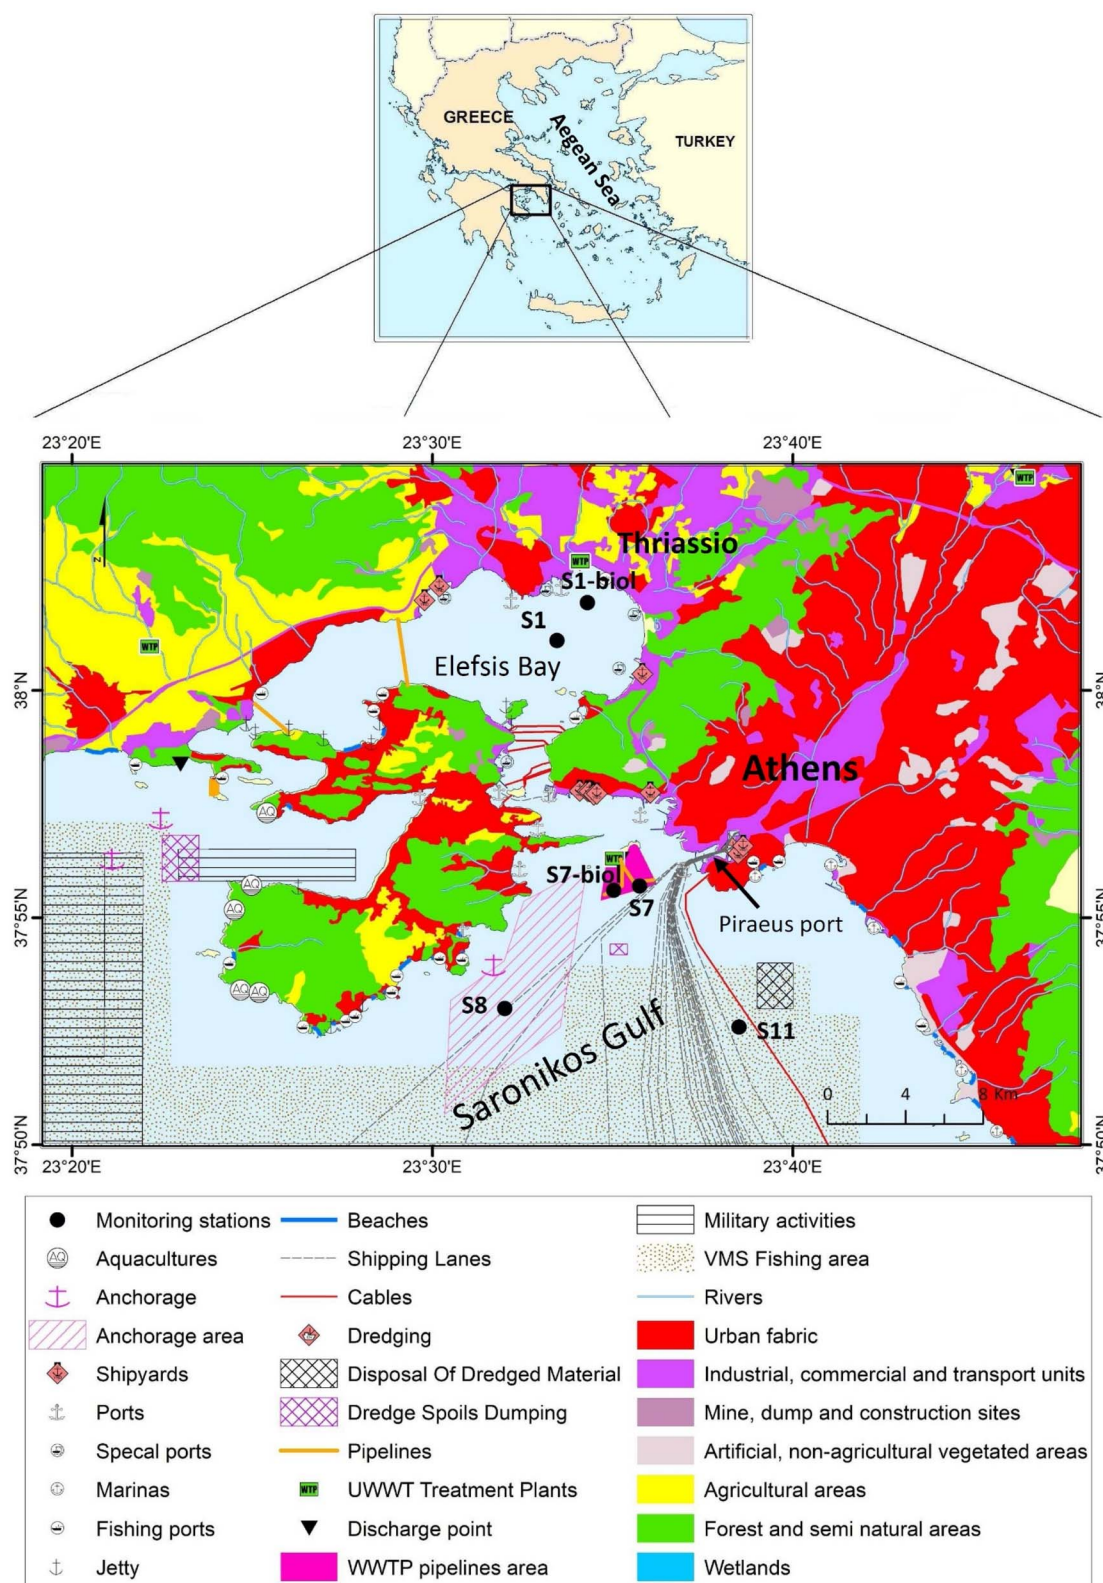 GREECE
TURKEY
Aegean Sea
23°20'E 23°30'E 23°40'E
Thriassio
WTP
WTP
S1-biol
S1
WTP
Elefsis Bay
38°N 38°N
Athens
AQ
WTP
S7-biol
S7
AQ
AQ
Piraeus port
37°55'N 37°55'N
AQ AQ
S8
S11
Saronikos Gulf
0 4 8 Km
37°50'N 37°50'N
23°20'E 23°30'E 23°40'E
Monitoring stations Beaches Military activities
AQ Aquacultures Shipping Lanes VMS Fishing area
Anchorage Cables Rivers
Anchorage area Dredging Urban fabric
Shipyards Disposal Of Dredged Material Industrial, commercial and transport units
Ports Dredge Spoils Dumping Mine, dump and construction sites
Specal ports Pipelines Artificial, non-agricultural vegetated areas
Marinas WTP UWWT Treatment Plants Agricultural areas
Fishing ports Discharge point Forest and semi natural areas
Jetty WWTP pipelines area Wetlands